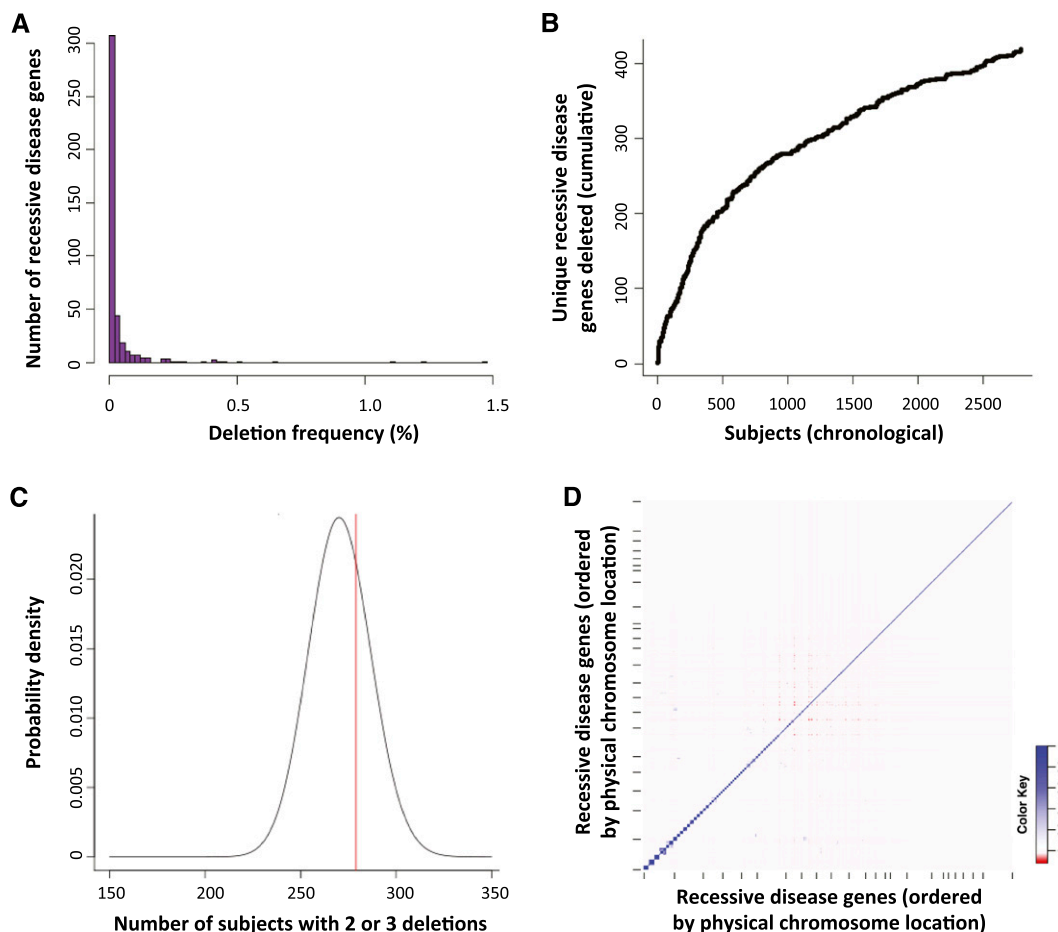 A
Number of recessive disease genes
300
250
200
150
100
50
0
0 0.5 1.0 1.5
Deletion frequency (%)
B
Unique recessive disease
genes deleted (cumulative)
400
300
200
100
0
0 500 1000 1500 2000 2500
Subjects (chronological)
C
Probability density
0.020
0.015
0.010
0.005
0
150 200 250 300 350
Number of subjects with 2 or 3 deletions
D
Recessive disease genes (ordered
by physical chromosome location)
Recessive disease genes (ordered
by physical chromosome location)
Color Key